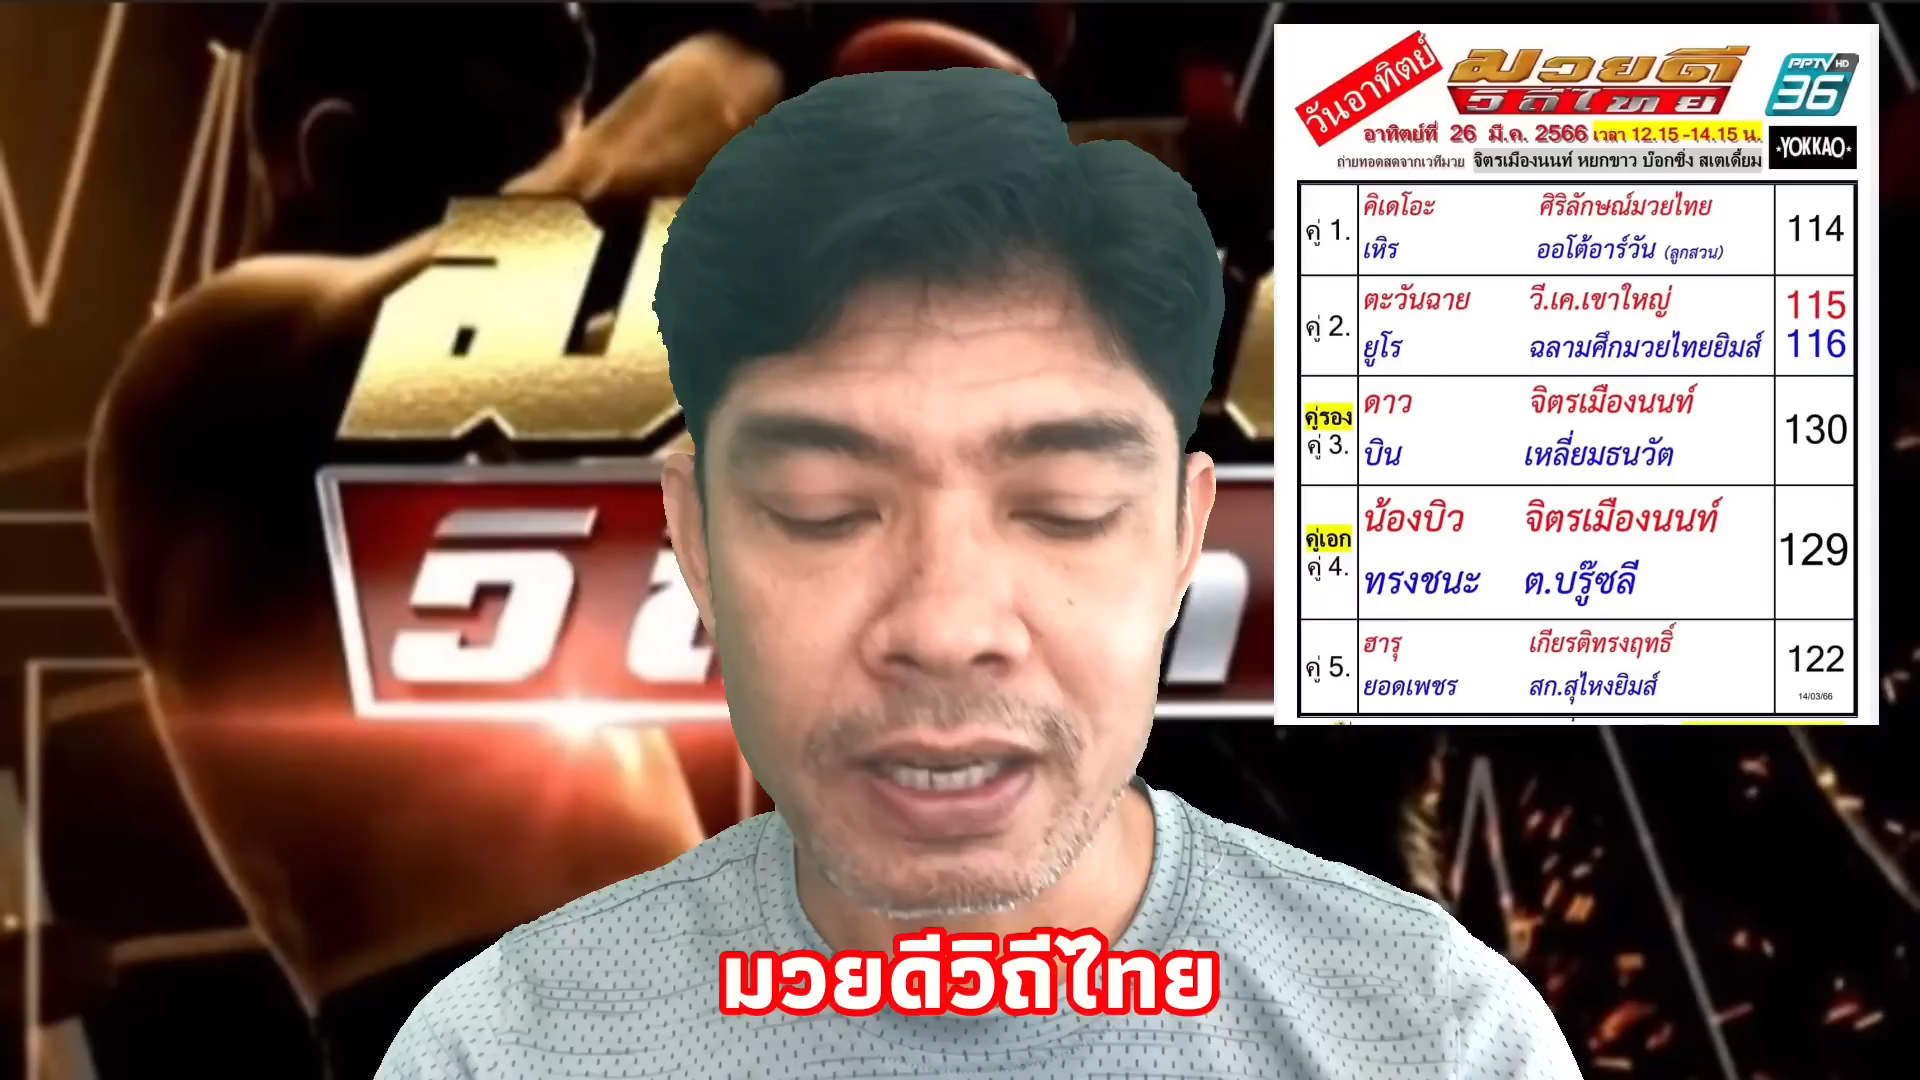 วันอาทิตย์
มวยดี
วิถีไทย
PPTV HD
36
อาทิตย์ที่ 26 มี.ค. 2566 เวลา 12.15 -14.15 น.
YOKKAO
ถ่ายทอดสดจากเวทีมวย จิตรเมืองนนท์ หยกขาว บ๊อกซิ่ง สเตเดี้ยม
คู่ 1.
คิเดโอะ ศิริลักษณ์มวยไทย
เหิร ออโต้อาร์วัน (ลูกสวน)
114
คู่ 2.
ตะวันฉาย วี.เค.เขาใหญ่
ยูโร ฉลามศึกมวยไทยยิมส์
115
116
คู่รอง
คู่ 3.
ดาว จิตรเมืองนนท์
บิน เหลี่ยมธนวัต
130
คู่เอก
คู่ 4.
น้องบิว จิตรเมืองนนท์
ทรงชนะ ต.บรู๊ซลี
129
คู่ 5.
ฮารุ เกียรติทรงฤทธิ์
ยอดเพชร สก.สุไหงยิมส์
122
14/03/66
มวยดีวิถีไทย